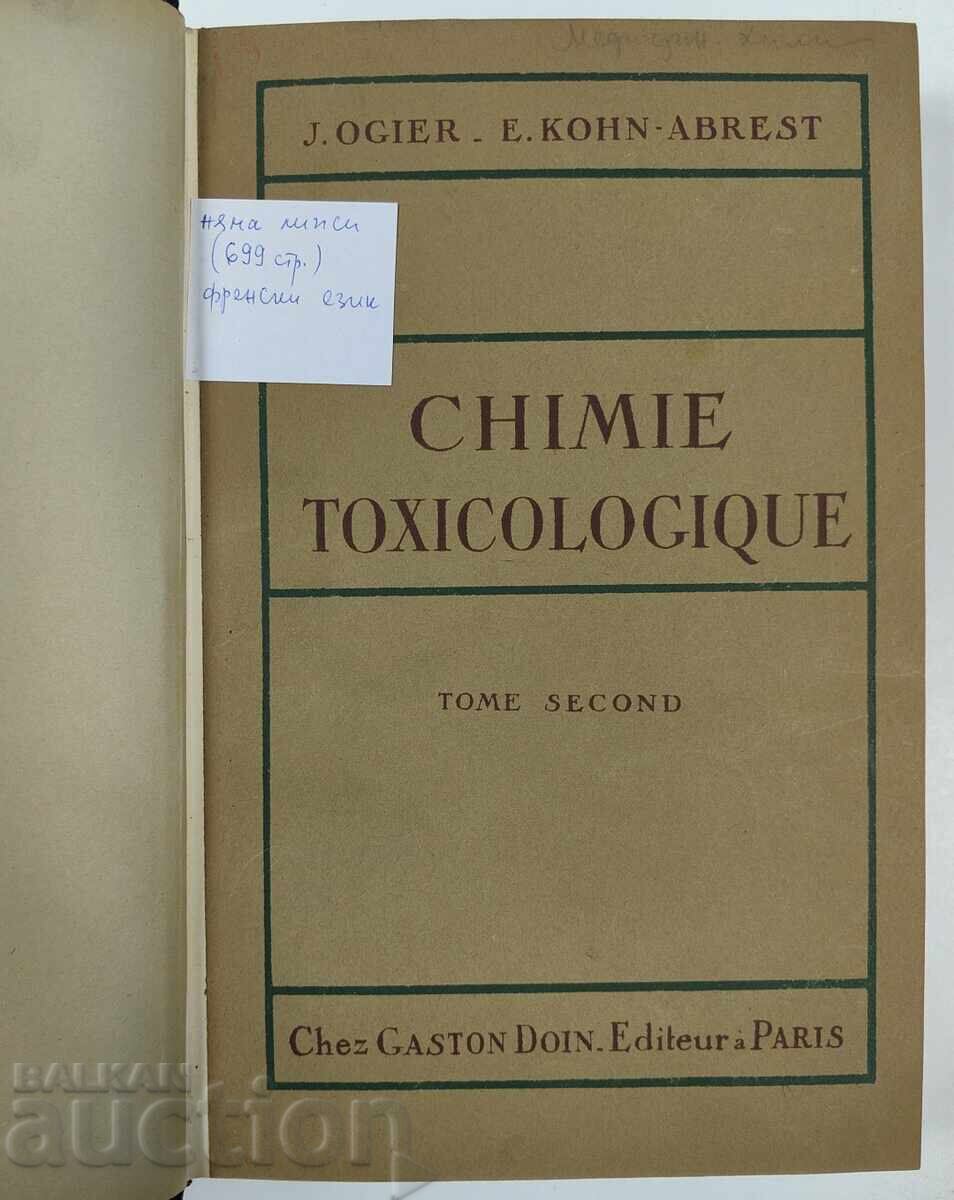 J. OGIER - E. KOHN-ABREST
няма липси
(699 стр.)
френски език
CHIMIE
TOXICOLOGIQUE
TOME SECOND
Chez GASTON DOIN - Editeur à PARIS
BALKAN
auction